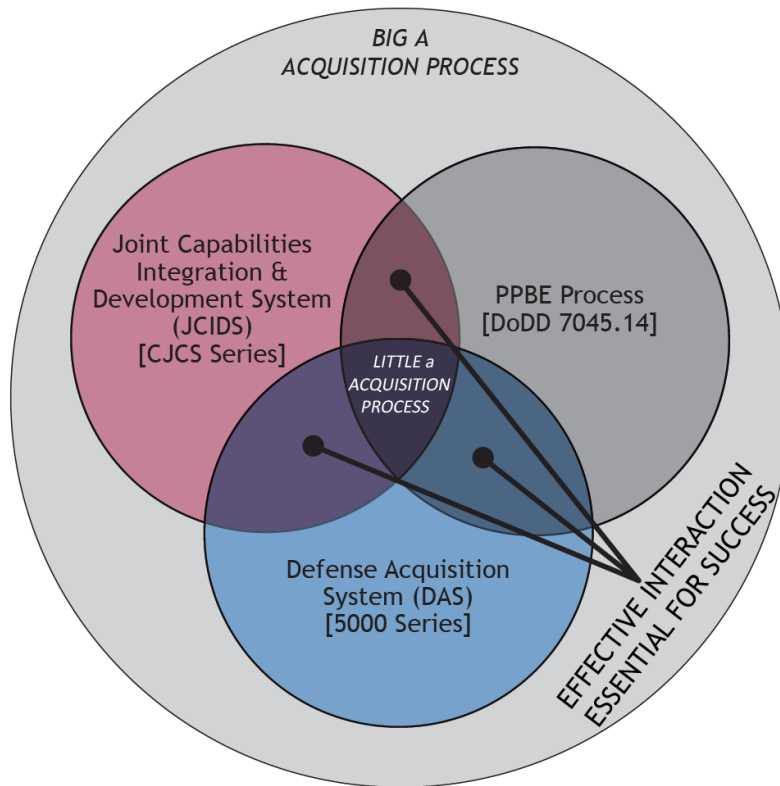 BIG A
ACQUISITION PROCESS
Joint Capabilities
Integration &
Development System
(JCIDS)
[CJCS Series]
PPBE Process
[DoDD 7045.14]
LITTLE a
ACQUISITION
PROCESS
Defense Acquisition
System (DAS)
[5000 Series]
EFFECTIVE INTERACTION
ESSENTIAL FOR SUCCESS